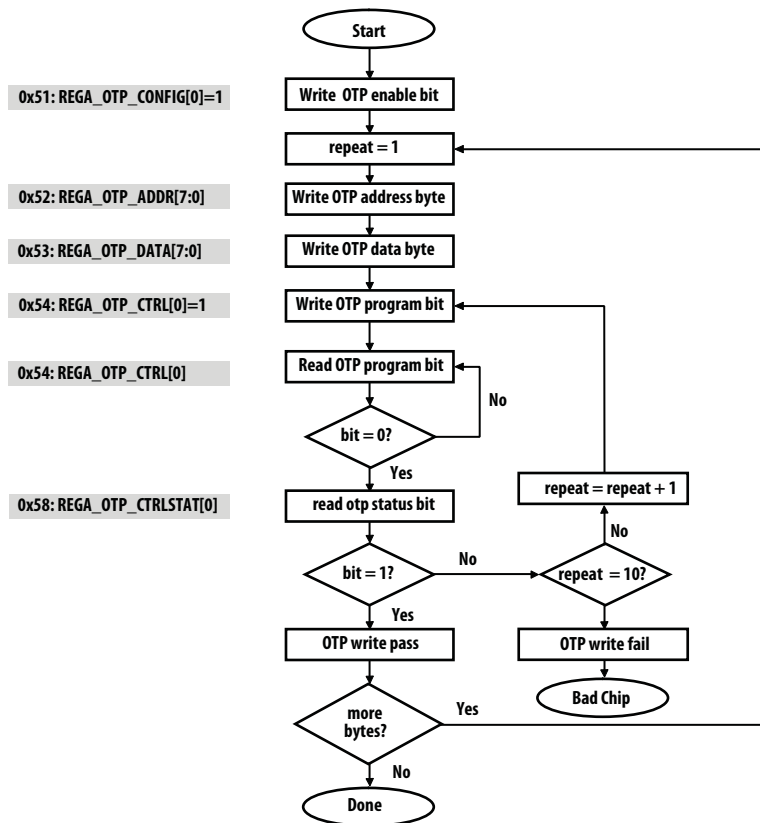 Start
0x51: REGA_OTP_CONFIG[0]=1
Write OTP enable bit
repeat = 1
0x52: REGA_OTP_ADDR[7:0]
Write OTP address byte
0x53: REGA_OTP_DATA[7:0]
Write OTP data byte
0x54: REGA_OTP_CTRL[0]=1
Write OTP program bit
0x54: REGA_OTP_CTRL[0]
Read OTP program bit
No
bit = 0?
Yes
0x58: REGA_OTP_CTRLSTAT[0]
read otp status bit
repeat = repeat + 1
No
bit = 1?
No
repeat = 10?
Yes
OTP write pass
OTP write fail
Bad Chip
more
bytes?
Yes
No
Done